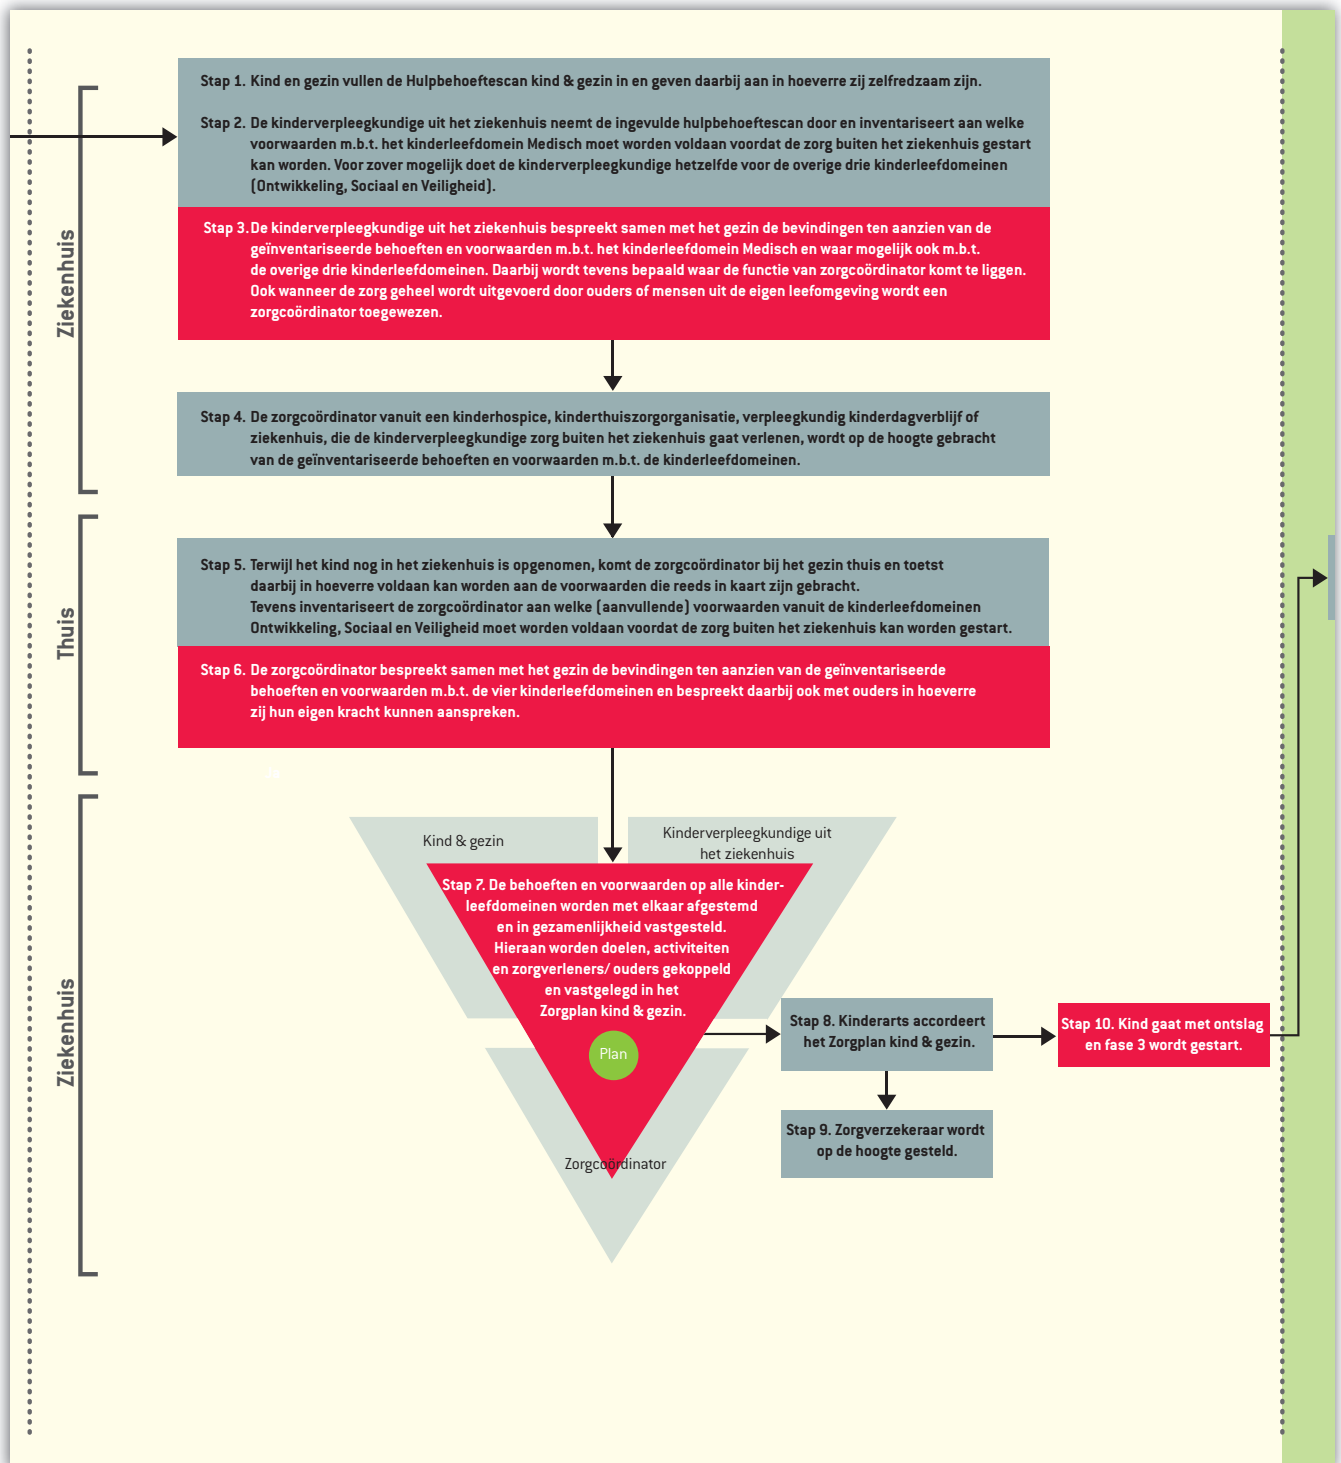 Ziekenhuis
Stap 1. Kind en gezin vullen de Hulpbehoeftescan kind & gezin in en geven daarbij aan in hoeverre zij zelfredzaam zijn.
Stap 2. De kinderverpleegkundige uit het ziekenhuis neemt de ingevulde hulpbehoeftescan door en inventariseert aan welke
voorwaarden m.b.t. het kinderleefdomein Medisch moet worden voldaan voordat de zorg buiten het ziekenhuis gestart
kan worden. Voor zover mogelijk doet de kinderverpleegkundige hetzelfde voor de overige drie kinderleefdomeinen
(Ontwikkeling, Sociaal en Veiligheid).
Stap 3. De kinderverpleegkundige uit het ziekenhuis bespreekt samen met het gezin de bevindingen ten aanzien van de
geïnventariseerde behoeften en voorwaarden m.b.t. het kinderleefdomein Medisch en waar mogelijk ook m.b.t.
de overige drie kinderleefdomeinen. Daarbij wordt tevens bepaald waar de functie van zorgcoördinator komt te liggen.
Ook wanneer de zorg geheel wordt uitgevoerd door ouders of mensen uit de eigen leefomgeving wordt een
zorgcoördinator toegewezen.
Stap 4. De zorgcoördinator vanuit een kinderhospice, kinderthuiszorgorganisatie, verpleegkundig kinderdagverblijf of
ziekenhuis, die de kinderverpleegkundige zorg buiten het ziekenhuis gaat verlenen, wordt op de hoogte gebracht
van de geïnventariseerde behoeften en voorwaarden m.b.t. de kinderleefdomeinen.
Thuis
Stap 5. Terwijl het kind nog in het ziekenhuis is opgenomen, komt de zorgcoördinator bij het gezin thuis en toetst
daarbij in hoeverre voldaan kan worden aan de voorwaarden die reeds in kaart zijn gebracht.
Tevens inventariseert de zorgcoördinator aan welke (aanvullende) voorwaarden vanuit de kinderleefdomeinen
Ontwikkeling, Sociaal en Veiligheid moet worden voldaan voordat de zorg buiten het ziekenhuis kan worden gestart.
Stap 6. De zorgcoördinator bespreekt samen met het gezin de bevindingen ten aanzien van de geïnventariseerde
behoeften en voorwaarden m.b.t. de vier kinderleefdomeinen en bespreekt daarbij ook met ouders in hoeverre
zij hun eigen kracht kunnen aanspreken.
Ziekenhuis
Kind & gezin
Kinderverpleegkundige uit
het ziekenhuis
Stap 7. De behoeften en voorwaarden op alle kinder-
leefdomeinen worden met elkaar afgestemd
en in gezamenlijkheid vastgesteld.
Hieraan worden doelen, activiteiten
en zorgverleners/ ouders gekoppeld
en vastgelegd in het
Zorgplan kind & gezin.
Plan
Zorgcoördinator
Stap 8. Kinderarts accordeert
het Zorgplan kind & gezin.
Stap 9. Zorgverzekeraar wordt
op de hoogte gesteld.
Stap 10. Kind gaat met ontslag
en fase 3 wordt gestart.